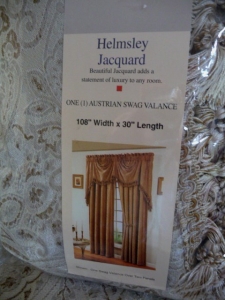 Helmsley
Jacquard
Beautiful Jacquard adds a
statement of luxury to any room.
ONE (1) AUSTRIAN SWAG VALANCE
108" Width x 30" Length